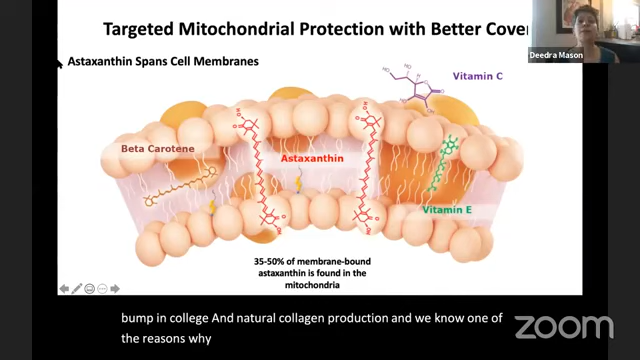 Targeted Mitochondrial Protection with Better Cover
Deedra Mason
Astaxanthin Spans Cell Membranes
Vitamin C
HO
HO
H
Beta Carotene
Astaxanthin
Vitamin E
35-50% of membrane-bound
astaxanthin is found in the
mitochondria
bump in college And natural collagen production and we know one of
the reasons why
zoom